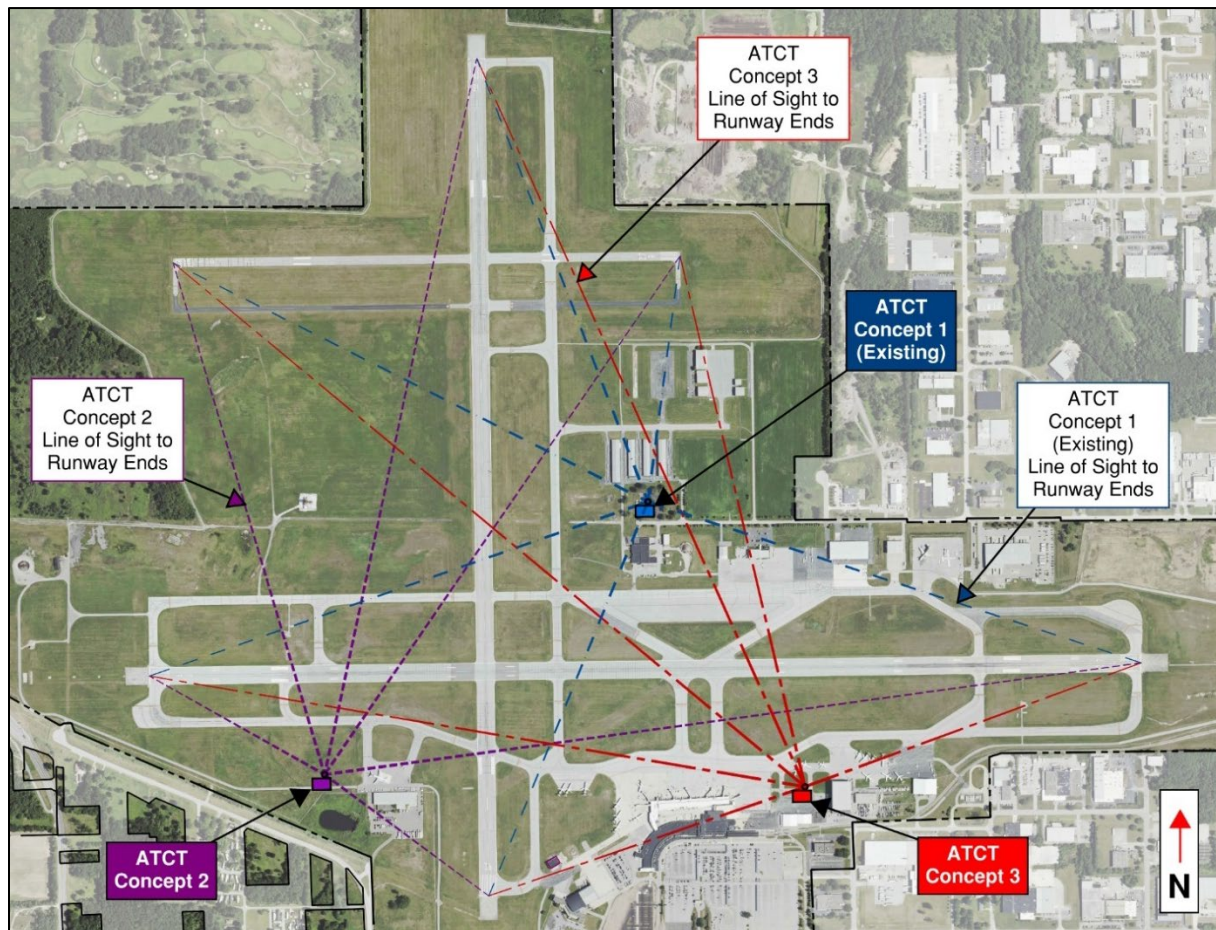 ATCT
Concept 3
Line of Sight to
Runway Ends
ATCT
Concept 1
(Existing)
ATCT
Concept 2
Line of Sight to
Runway Ends
ATCT
Concept 1
(Existing)
Line of Sight to
Runway Ends
ATCT
Concept 2
ATCT
Concept 3
N